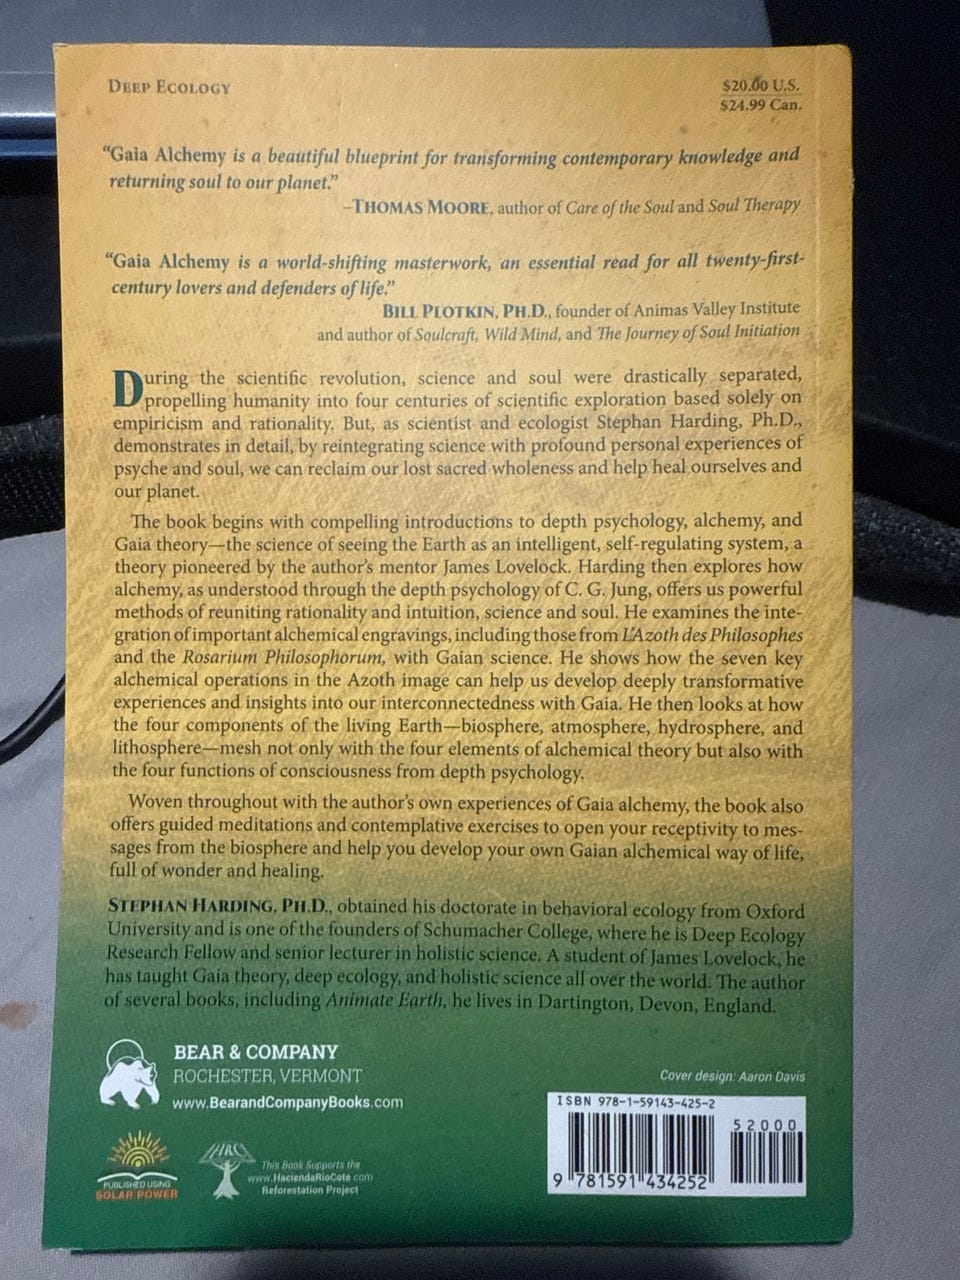 DEEP ECOLOGY
$20.00 U.S.
$24.99 Can.
“Gaia Alchemy is a beautiful blueprint for transforming contemporary knowledge and
returning soul to our planet.”
–THOMAS MOORE, author of Care of the Soul and Soul Therapy
“Gaia Alchemy is a world-shifting masterwork, an essential read for all twenty-first-
century lovers and defenders of life.”
BILL PLOTKIN, PH.D., founder of Animas Valley Institute
and author of Soulcraft, Wild Mind, and The Journey of Soul Initiation
During the scientific revolution, science and soul were drastically separated,
propelling humanity into four centuries of scientific exploration based solely on
empiricism and rationality. But, as scientist and ecologist Stephan Harding, Ph.D.,
demonstrates in detail, by reintegrating science with profound personal experiences of
psyche and soul, we can reclaim our lost sacred wholeness and help heal ourselves and
our planet.
The book begins with compelling introductions to depth psychology, alchemy, and
Gaia theory—the science of seeing the Earth as an intelligent, self-regulating system, a
theory pioneered by the author’s mentor James Lovelock. Harding then explores how
alchemy, as understood through the depth psychology of C. G. Jung, offers us powerful
methods of reuniting rationality and intuition, science and soul. He examines the inte-
gration of important alchemical engravings, including those from L’Azoth des Philosophes
and the Rosarium Philosophorum, with Gaian science. He shows how the seven key
alchemical operations in the Azoth image can help us develop deeply transformative
experiences and insights into our interconnectedness with Gaia. He then looks at how
the four components of the living Earth—biosphere, atmosphere, hydrosphere, and
lithosphere—mesh not only with the four elements of alchemical theory but also with
the four functions of consciousness from depth psychology.
Woven throughout with the author’s own experiences of Gaia alchemy, the book also
offers guided meditations and contemplative exercises to open your receptivity to mes-
sages from the biosphere and help you develop your own Gaian alchemical way of life,
full of wonder and healing.
STEPHAN HARDING, PH.D., obtained his doctorate in behavioral ecology from Oxford
University and is one of the founders of Schumacher College, where he is Deep Ecology
Research Fellow and senior lecturer in holistic science. A student of James Lovelock, he
has taught Gaia theory, deep ecology, and holistic science all over the world. The author
of several books, including Animate Earth, he lives in Dartington, Devon, England.
BEAR & COMPANY
ROCHESTER, VERMONT
www.BearandCompanyBooks.com
Cover design: Aaron Davis
ISBN 978-1-59143-425-2
52000
9 781591 434252
PUBLISHED USING
SOLAR POWER
HRC
This Book Supports the
www.HaciendaRioCote.com
Reforestation Project